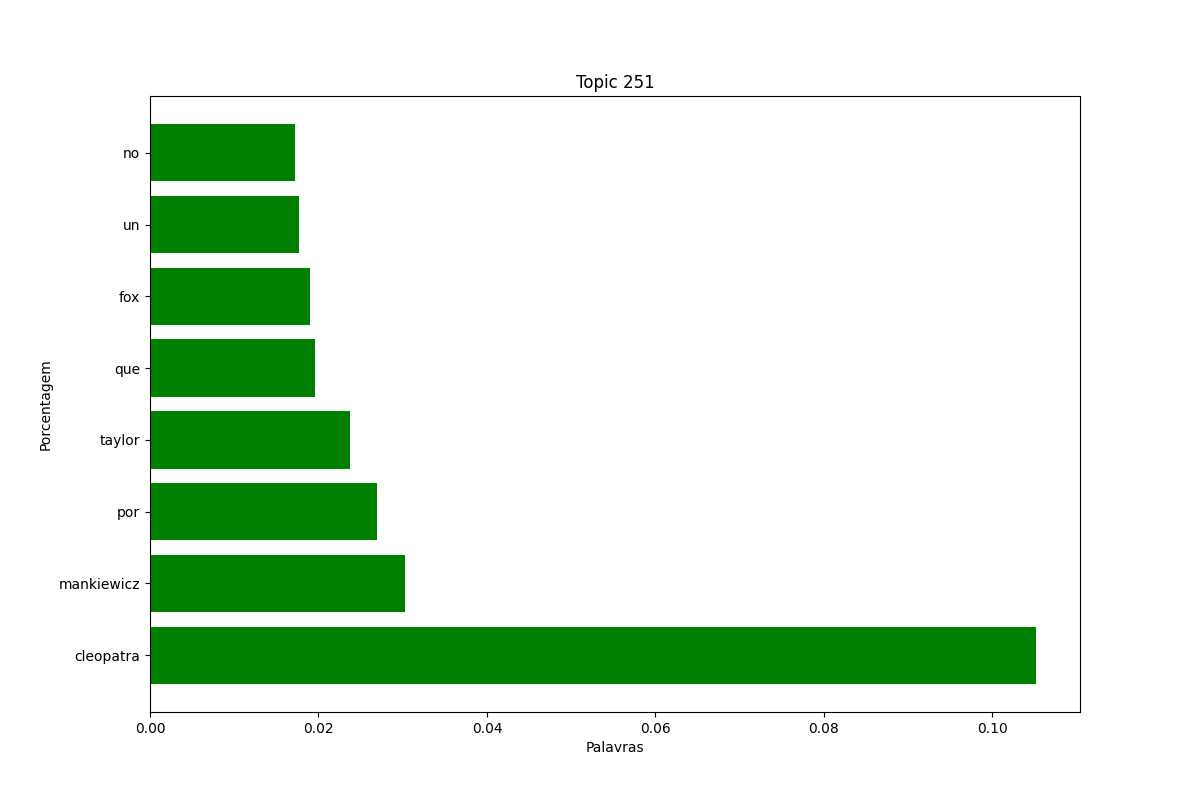 Topic 251
no
un
fox
que
taylor
por
mankiewicz
cleopatra
Porcentagem
0.00 0.02 0.04 0.06 0.08 0.10
Palavras